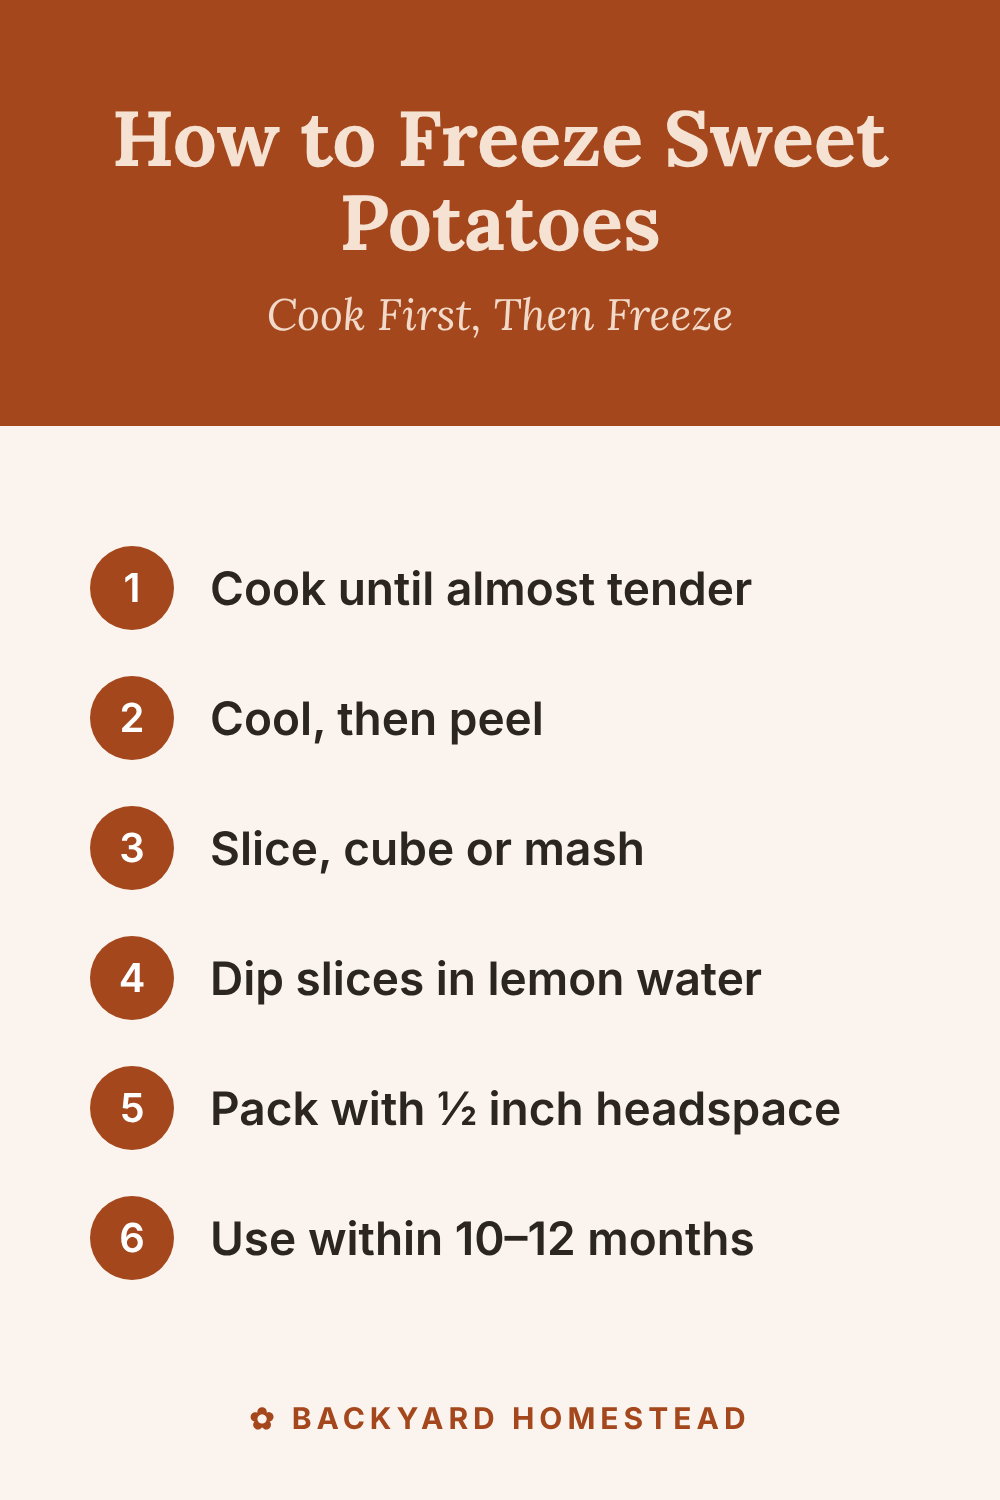 How to Freeze Sweet
Potatoes
Cook First, Then Freeze
1 Cook until almost tender
2 Cool, then peel
3 Slice, cube or mash
4 Dip slices in lemon water
5 Pack with ½ inch headspace
6 Use within 10–12 months
✿ BACKYARD HOMESTEAD